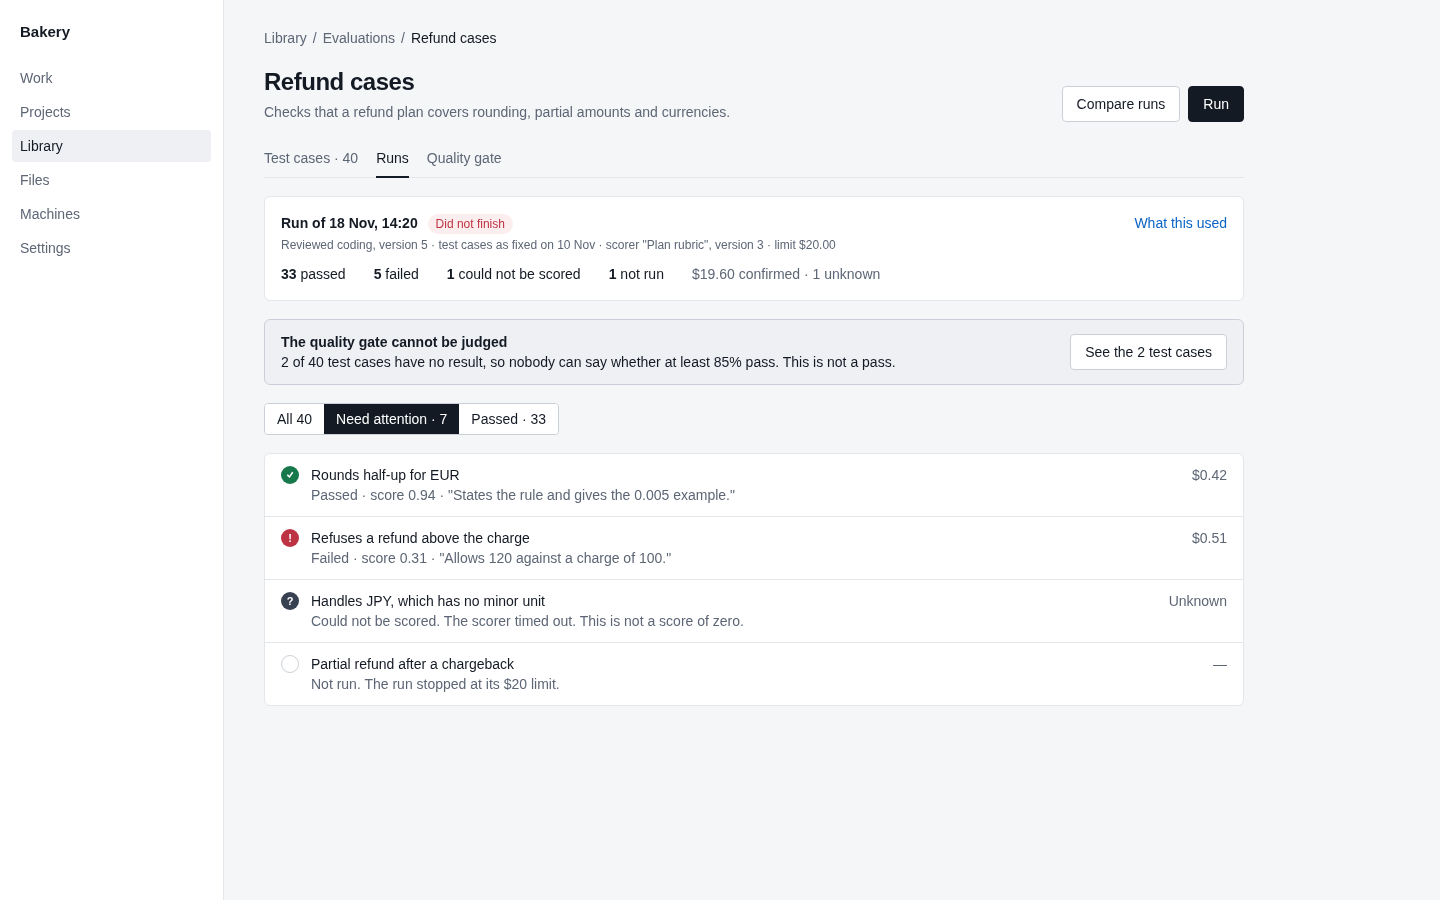 Bakery
Work
Projects
Library
Files
Machines
Settings
Library / Evaluations / Refund cases
Refund cases
Checks that a refund plan covers rounding, partial amounts and currencies.
Compare runs
Run
Test cases · 40
Runs
Quality gate
Run of 18 Nov, 14:20
Did not finish
What this used
Reviewed coding, version 5 · test cases as fixed on 10 Nov · scorer "Plan rubric", version 3 · limit $20.00
33 passed
5 failed
1 could not be scored
1 not run
$19.60 confirmed · 1 unknown
The quality gate cannot be judged
2 of 40 test cases have no result, so nobody can say whether at least 85% pass. This is not a pass.
See the 2 test cases
All 40
Need attention · 7
Passed · 33
Rounds half-up for EUR
$0.42
Passed · score 0.94 · "States the rule and gives the 0.005 example."
!
Refuses a refund above the charge
$0.51
Failed · score 0.31 · "Allows 120 against a charge of 100."
?
Handles JPY, which has no minor unit
Unknown
Could not be scored. The scorer timed out. This is not a score of zero.
Partial refund after a chargeback
—
Not run. The run stopped at its $20 limit.